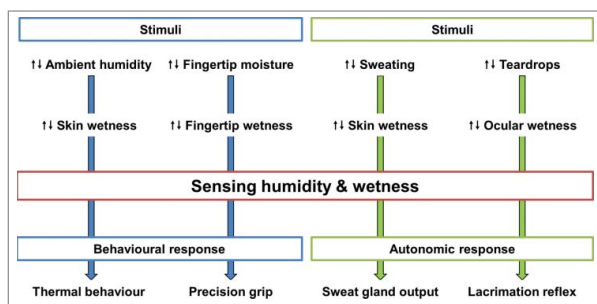 Stimuli Stimuli
↑↓ Ambient humidity ↑↓ Fingertip moisture ↑↓ Sweating ↑↓ Teardrops
↑↓ Skin wetness ↑↓ Fingertip wetness ↑↓ Skin wetness ↑↓ Ocular wetness
Sensing humidity & wetness
Behavioural response Autonomic response
Thermal behaviour Precision grip Sweat gland output Lacrimation reflex